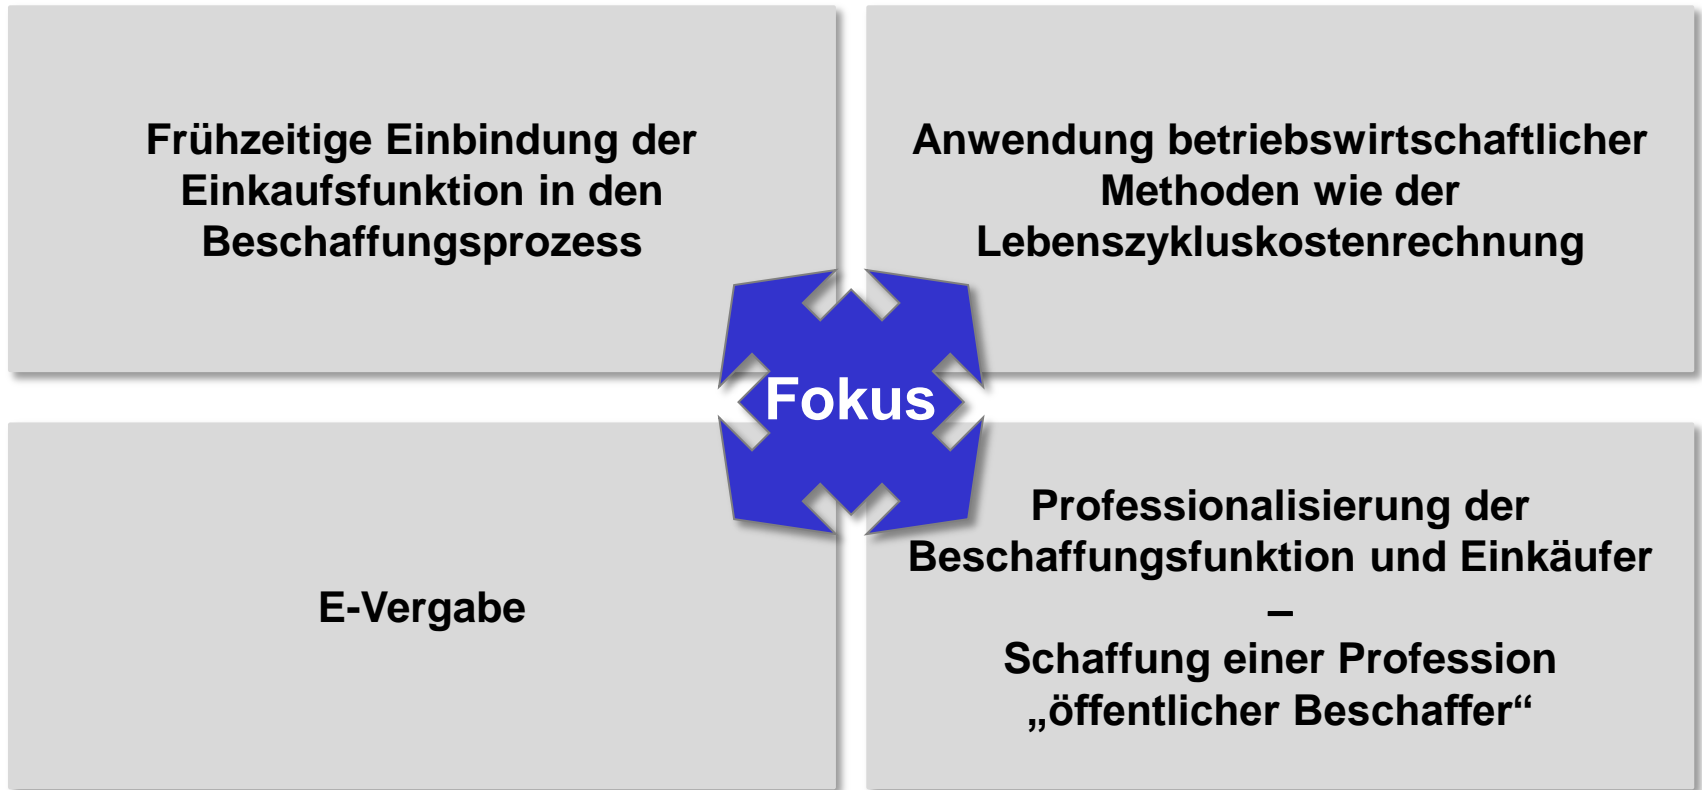 Frühzeitige Einbindung der
Einkaufsfunktion in den
Beschaffungsprozess
Anwendung betriebswirtschaftlicher
Methoden wie der
Lebenszykluskostenrechnung
Fokus
E-Vergabe
Professionalisierung der
Beschaffungsfunktion und Einkäufer
–
Schaffung einer Profession
„öffentlicher Beschaffer“